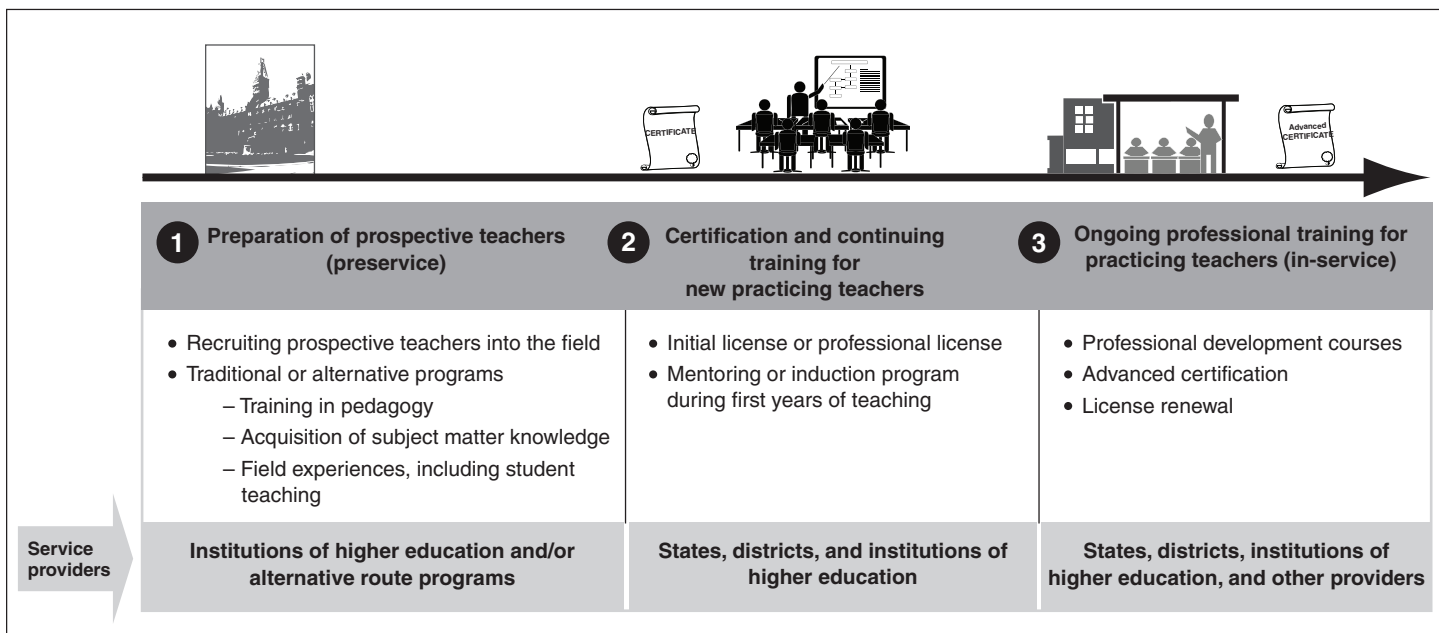 CERTIFICATE
Advanced
CERTIFICATE
1 Preparation of prospective teachers
(preservice)
2 Certification and continuing
training for
new practicing teachers
3 Ongoing professional training for
practicing teachers (in-service)
• Recruiting prospective teachers into the field
• Traditional or alternative programs
– Training in pedagogy
– Acquisition of subject matter knowledge
– Field experiences, including student
teaching
• Initial license or professional license
• Mentoring or induction program
during first years of teaching
• Professional development courses
• Advanced certification
• License renewal
Service
providers
Institutions of higher education and/or
alternative route programs
States, districts, and institutions of
higher education
States, districts, institutions of
higher education, and other providers